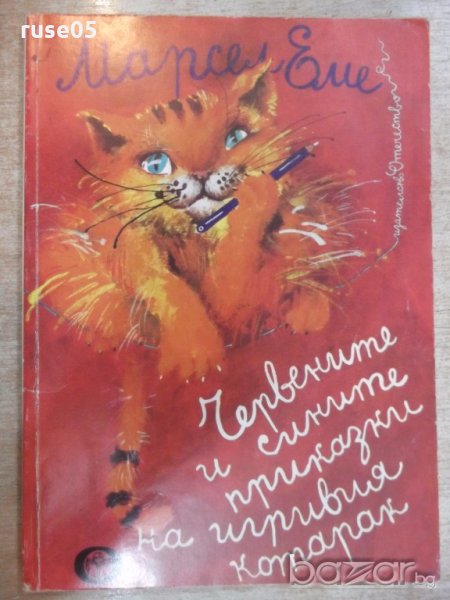 ruse05
Марсел Еме
издателство Отечество
Червените
и сините
приказки
на игривия
котарак
bazar.bg